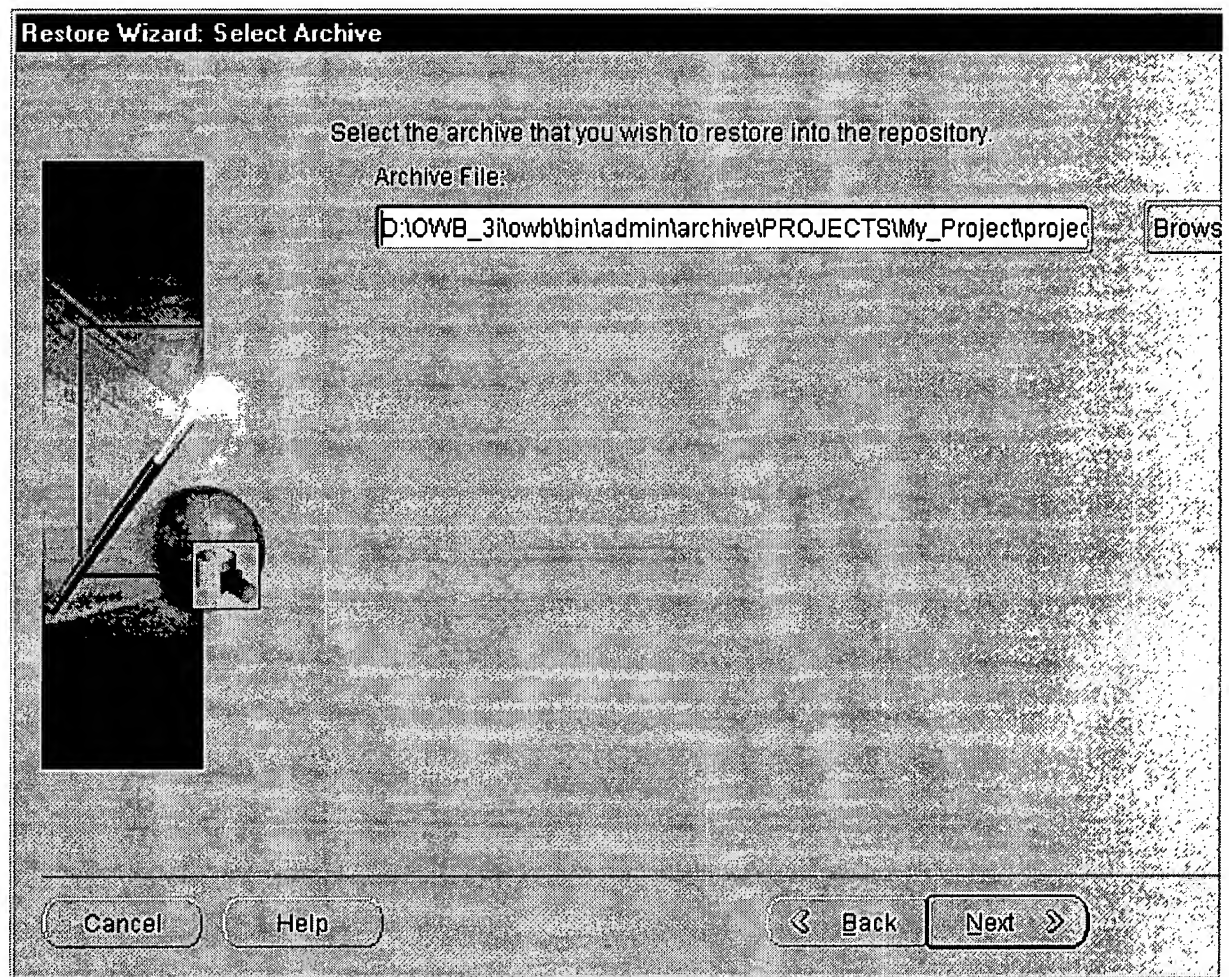 Restore Wizard: Select Archive
Select the archive that you wish to restore into the repository.
Archive File:
D:\OWB_3i\owb\bin\admin\archive\PROJECTS\My_Project\projec
Brows
Cancel
Help
Back
Next